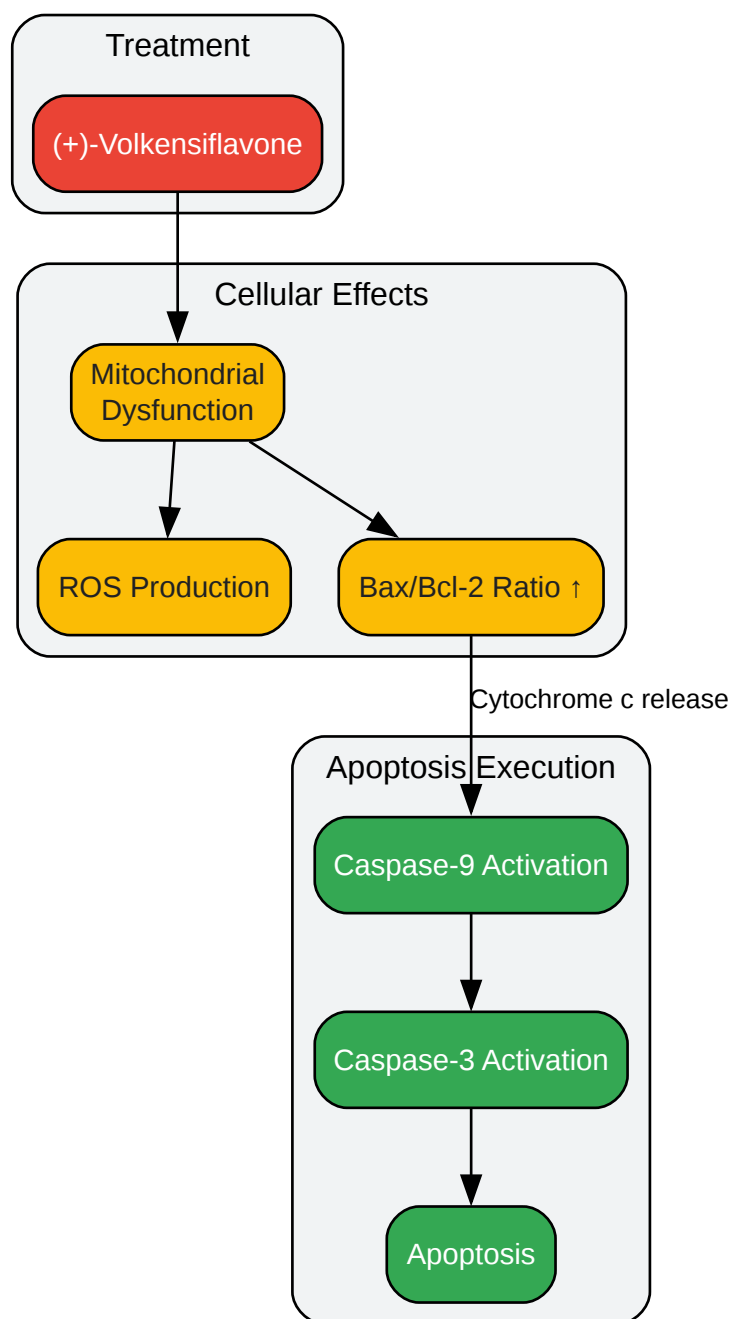 Treatment
(+)-Volkensiflavone
Cellular Effects
Mitochondrial
Dysfunction
ROS Production
Bax/Bcl-2 Ratio ↑
Cytochrome c release
Apoptosis Execution
Caspase-9 Activation
Caspase-3 Activation
Apoptosis